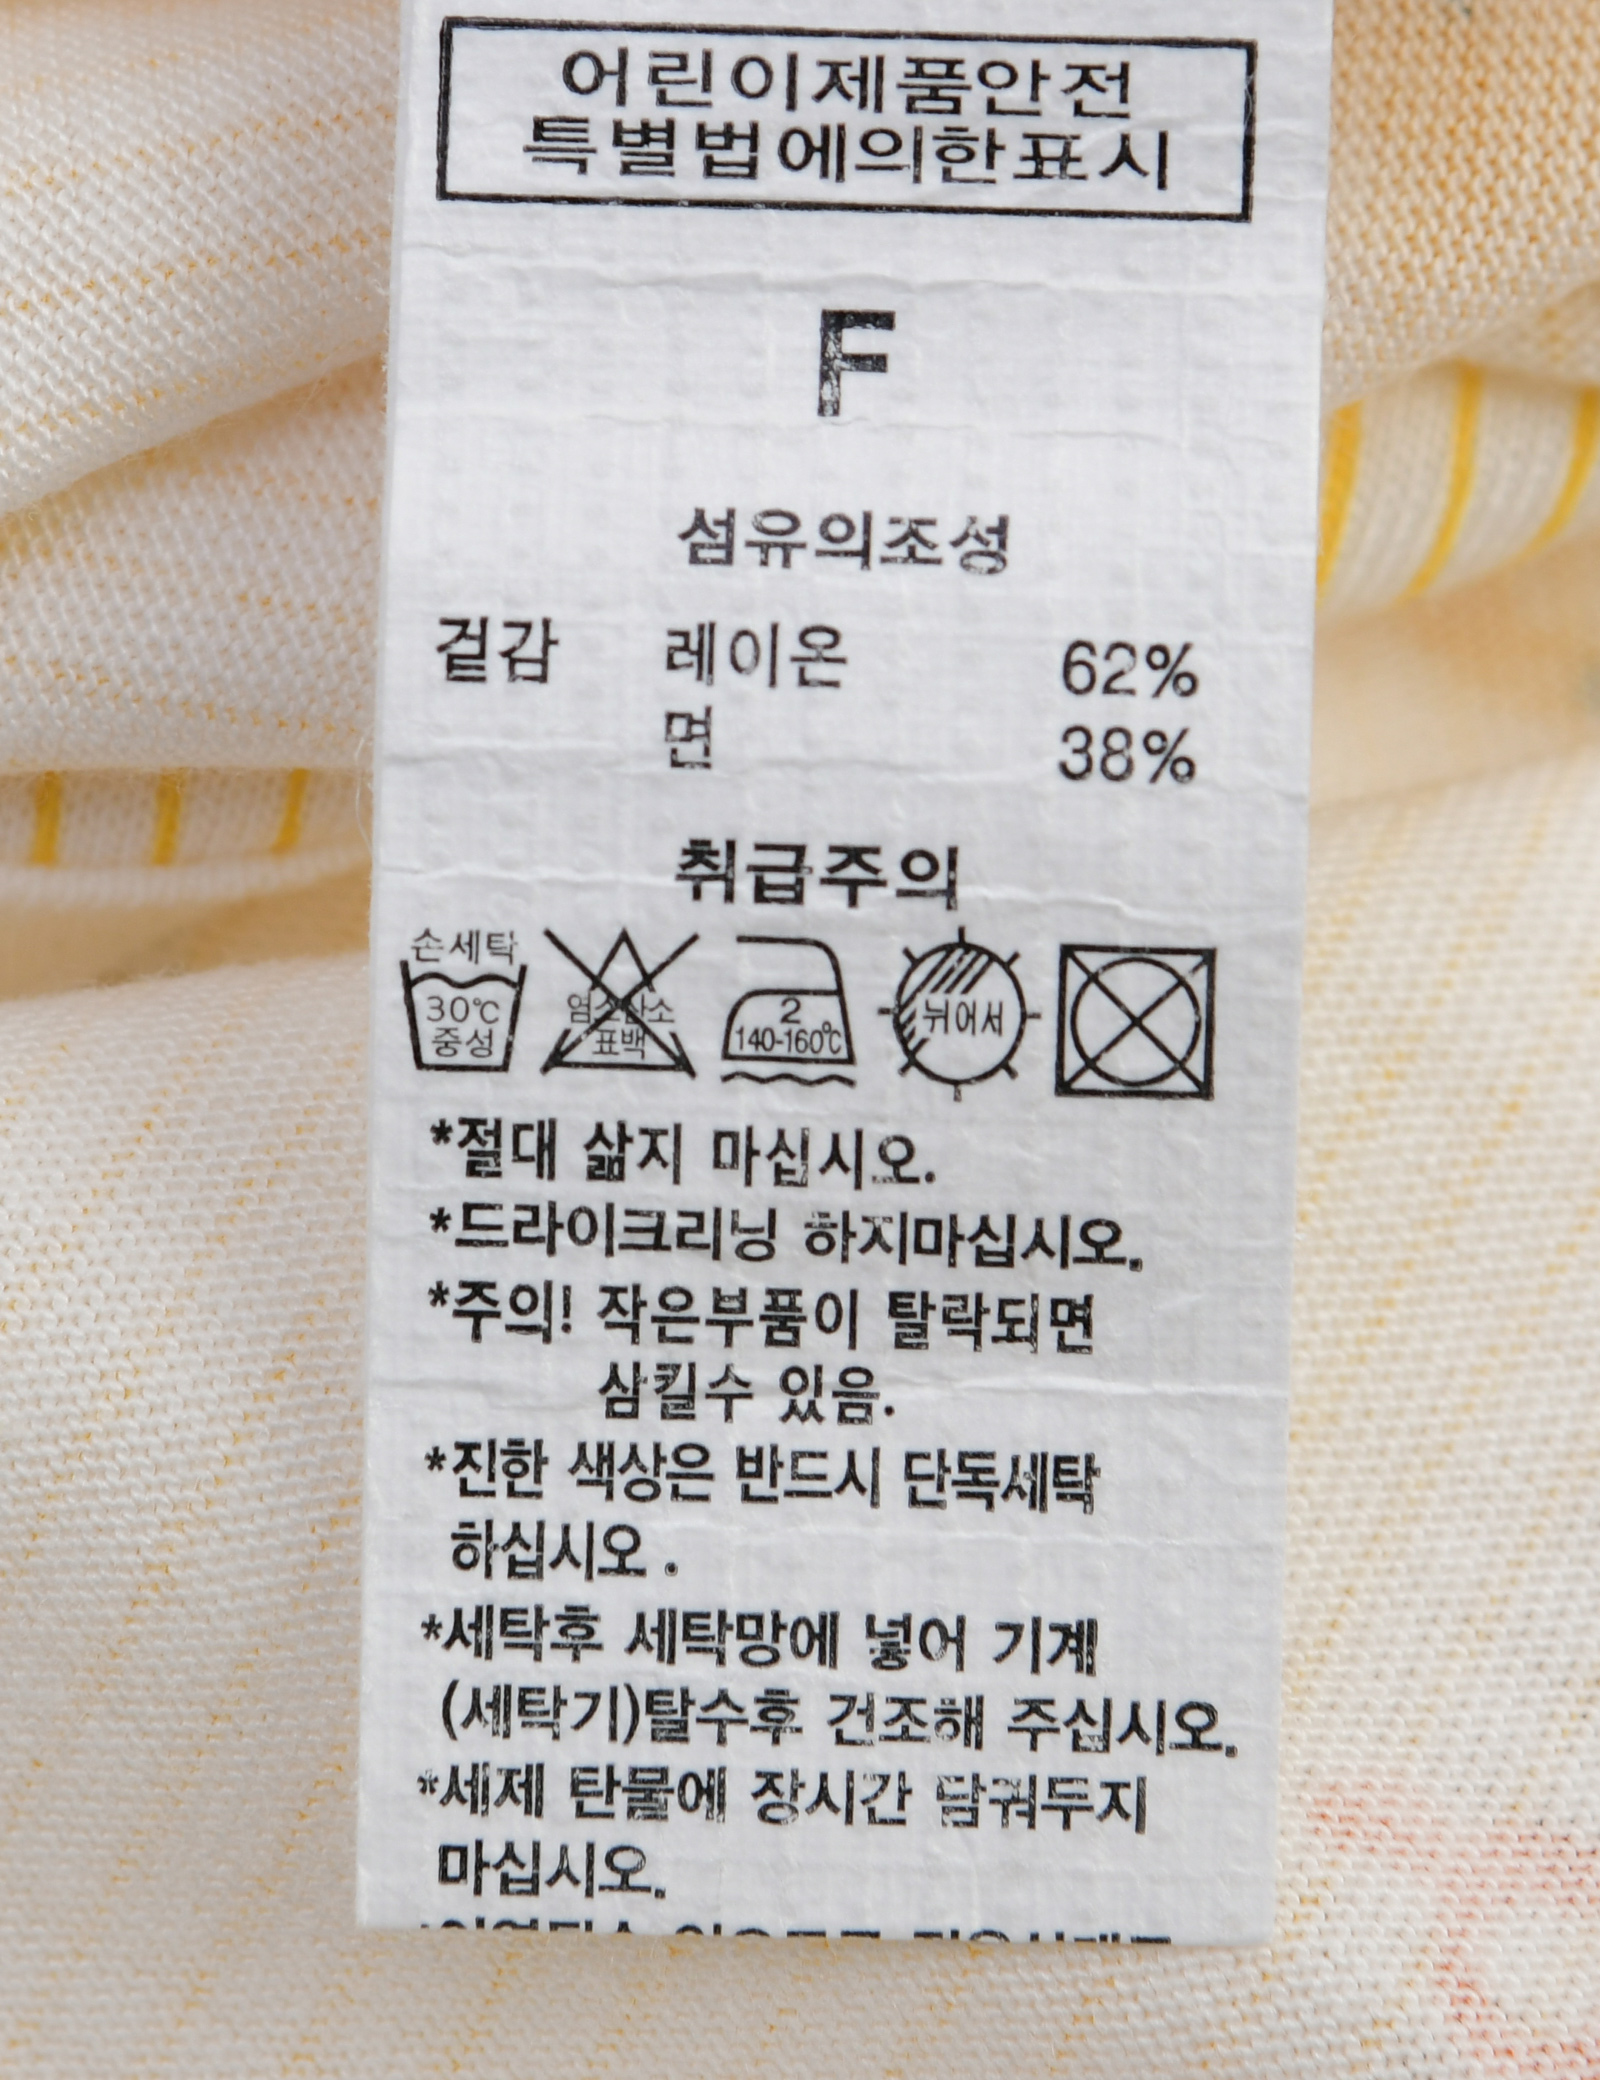 어린이제품안전
특별법에의한표시
F
섬유의조성
겉감 레이온 62%
면 38%
취급주의
손세탁
30℃
중성
염소산소
표백
2
140-160℃
뉘어서
*절대 삶지 마십시오.
*드라이크리닝 하지마십시오.
*주의! 작은부품이 탈락되면
삼킬수 있음.
*진한 색상은 반드시 단독세탁
하십시오.
*세탁후 세탁망에 넣어 기계
(세탁기)탈수후 건조해 주십시오.
*세제 탄물에 장시간 담궈두지
마십시오.